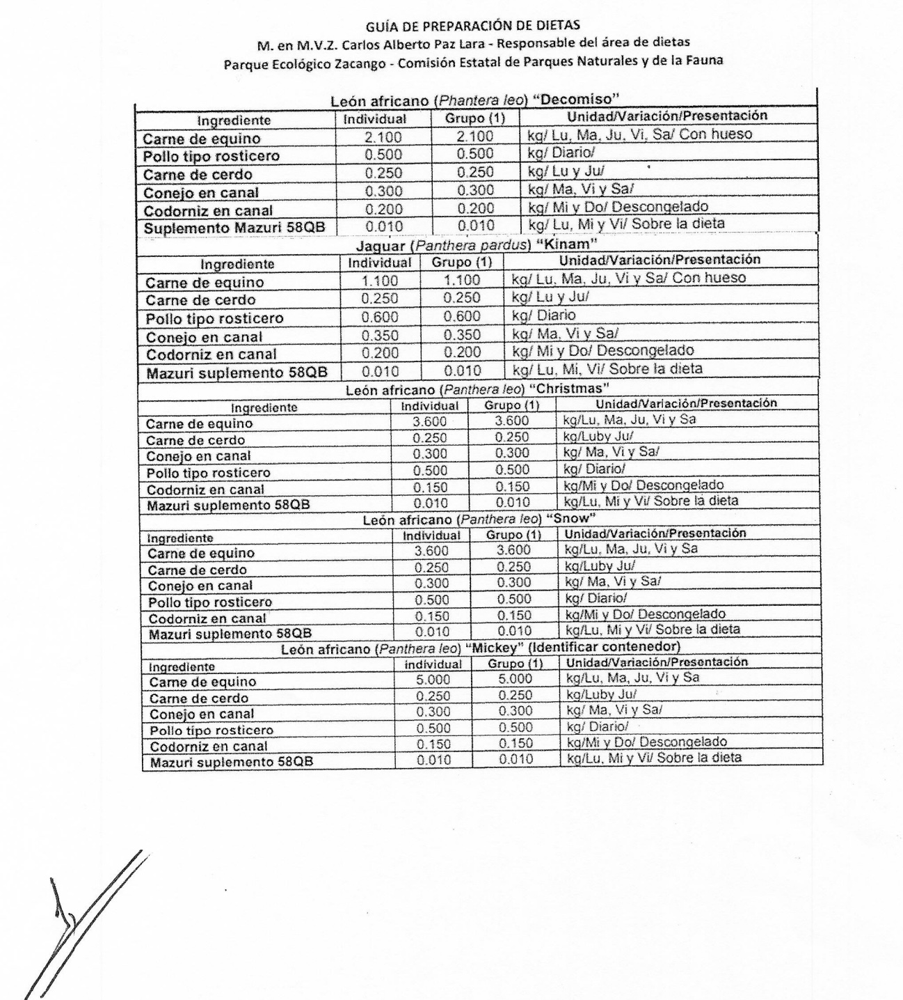 GUÍA DE PREPARACIÓN DE DIETAS
M. en M.V.Z. Carlos Alberto Paz Lara - Responsable del área de dietas
Parque Ecológico Zacango - Comisión Estatal de Parques Naturales y de la Fauna
León africano (Phantera leo) “Decomiso”
Ingrediente Individual Grupo (1) Unidad/Variación/Presentación
Carne de equino 2.100 2.100 kg/ Lu, Ma, Ju, Vi, Sa/ Con hueso
Pollo tipo rosticero 0.500 0.500 kg/ Diario/
Carne de cerdo 0.250 0.250 kg/ Lu y Ju/
Conejo en canal 0.300 0.300 kg/ Ma, Vi y Sa/
Codorniz en canal 0.200 0.200 kg/ Mi y Do/ Descongelado
Suplemento Mazuri 58QB 0.010 0.010 kg/ Lu, Mi y Vi/ Sobre la dieta
Jaguar (Panthera pardus) “Kinam”
Ingrediente Individual Grupo (1) Unidad/Variación/Presentación
Carne de equino 1.100 1.100 kg/ Lu, Ma, Ju, Vi y Sa/ Con hueso
Carne de cerdo 0.250 0.250 kg/ Lu y Ju/
Pollo tipo rosticero 0.600 0.600 kg/ Diario
Conejo en canal 0.350 0.350 kg/ Ma, Vi y Sa/
Codorniz en canal 0.200 0.200 kg/ Mi y Do/ Descongelado
Mazuri suplemento 58QB 0.010 0.010 kg/ Lu, Mi, Vi/ Sobre la dieta
León africano (Panthera leo) “Christmas”
Ingrediente Individual Grupo (1) Unidad/Variación/Presentación
Carne de equino 3.600 3.600 kg/Lu, Ma, Ju, Vi y Sa
Carne de cerdo 0.250 0.250 kg/Luby Ju/
Conejo en canal 0.300 0.300 kg/ Ma, Vi y Sa/
Pollo tipo rosticero 0.500 0.500 kg/ Diario/
Codorniz en canal 0.150 0.150 kg/Mi y Do/ Descongelado
Mazuri suplemento 58QB 0.010 0.010 kg/Lu, Mi y Vi/ Sobre la dieta
León africano (Panthera leo) “Snow”
Ingrediente Individual Grupo (1) Unidad/Variación/Presentación
Carne de equino 3.600 3.600 kg/Lu, Ma, Ju, Vi y Sa
Carne de cerdo 0.250 0.250 kg/Luby Ju/
Conejo en canal 0.300 0.300 kg/ Ma, Vi y Sa/
Pollo tipo rosticero 0.500 0.500 kg/ Diario/
Codorniz en canal 0.150 0.150 kg/Mi y Do/ Descongelado
Mazuri suplemento 58QB 0.010 0.010 kg/Lu, Mi y Vi/ Sobre la dieta
León africano (Panthera leo) “Mickey” (Identificar contenedor)
Ingrediente individual Grupo (1) Unidad/Variación/Presentación
Carne de equino 5.000 5.000 kg/Lu, Ma, Ju, Vi y Sa
Carne de cerdo 0.250 0.250 kg/Luby Ju/
Conejo en canal 0.300 0.300 kg/ Ma, Vi y Sa/
Pollo tipo rosticero 0.500 0.500 kg/ Diario/
Codorniz en canal 0.150 0.150 kg/Mi y Do/ Descongelado
Mazuri suplemento 58QB 0.010 0.010 kg/Lu, Mi y Vi/ Sobre la dieta